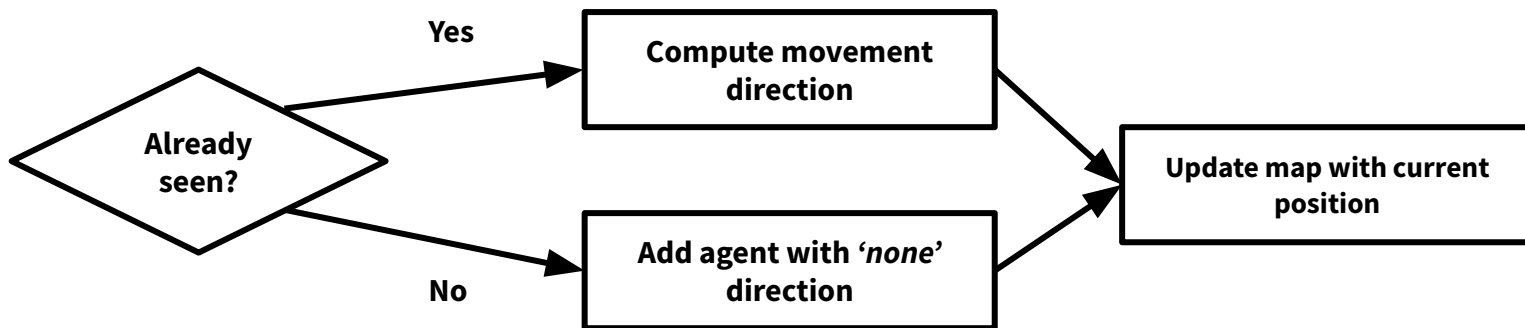 Already
seen?
Yes
Compute movement
direction
No
Add agent with ‘none’
direction
Update map with current
position